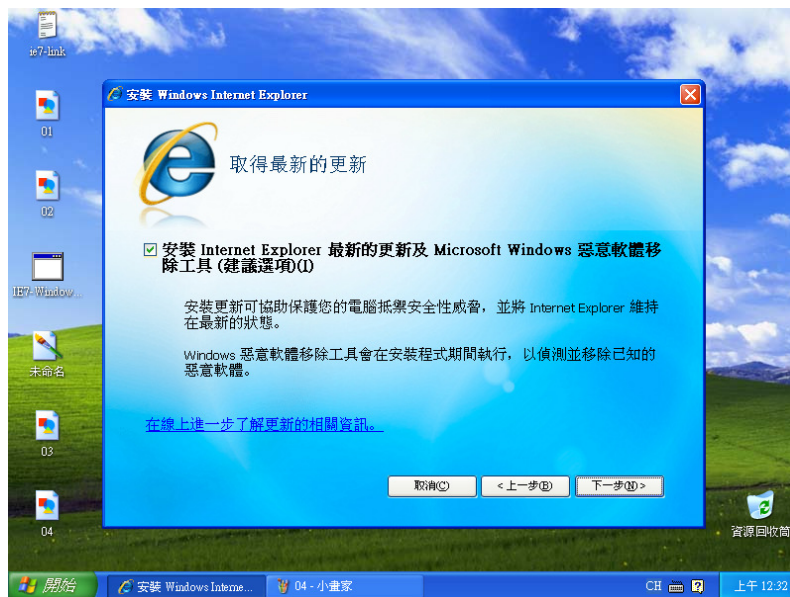 ie7-link
01
02
IE7-Window...
未命名
03
04
安裝 Windows Internet Explorer
取得最新的更新
安裝 Internet Explorer 最新的更新及 Microsoft Windows 惡意軟體移
除工具 (建議選項)(I)
安裝更新可協助保護您的電腦抵禦安全性威脅，並將 Internet Explorer 維持
在最新的狀態。
Windows 惡意軟體移除工具會在安裝程式期間執行，以偵測並移除已知的
惡意軟體。
在線上進一步了解更新的相關資訊。
取消(C)
<上一步(B)
下一步(N)>
資源回收筒
開始
安裝 Windows Interne...
04 - 小畫家
CH
上午 12:32